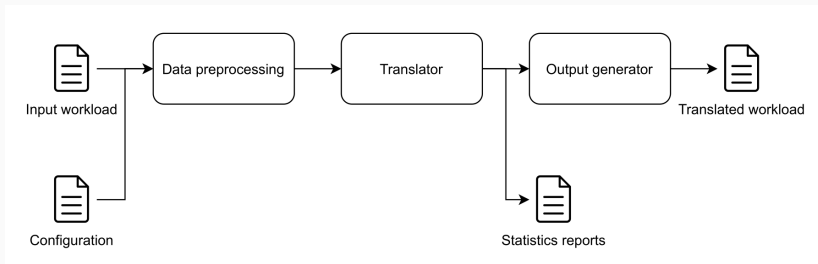 Data preprocessing
Translator
Output generator
Input workload
Translated workload
Configuration
Statistics reports